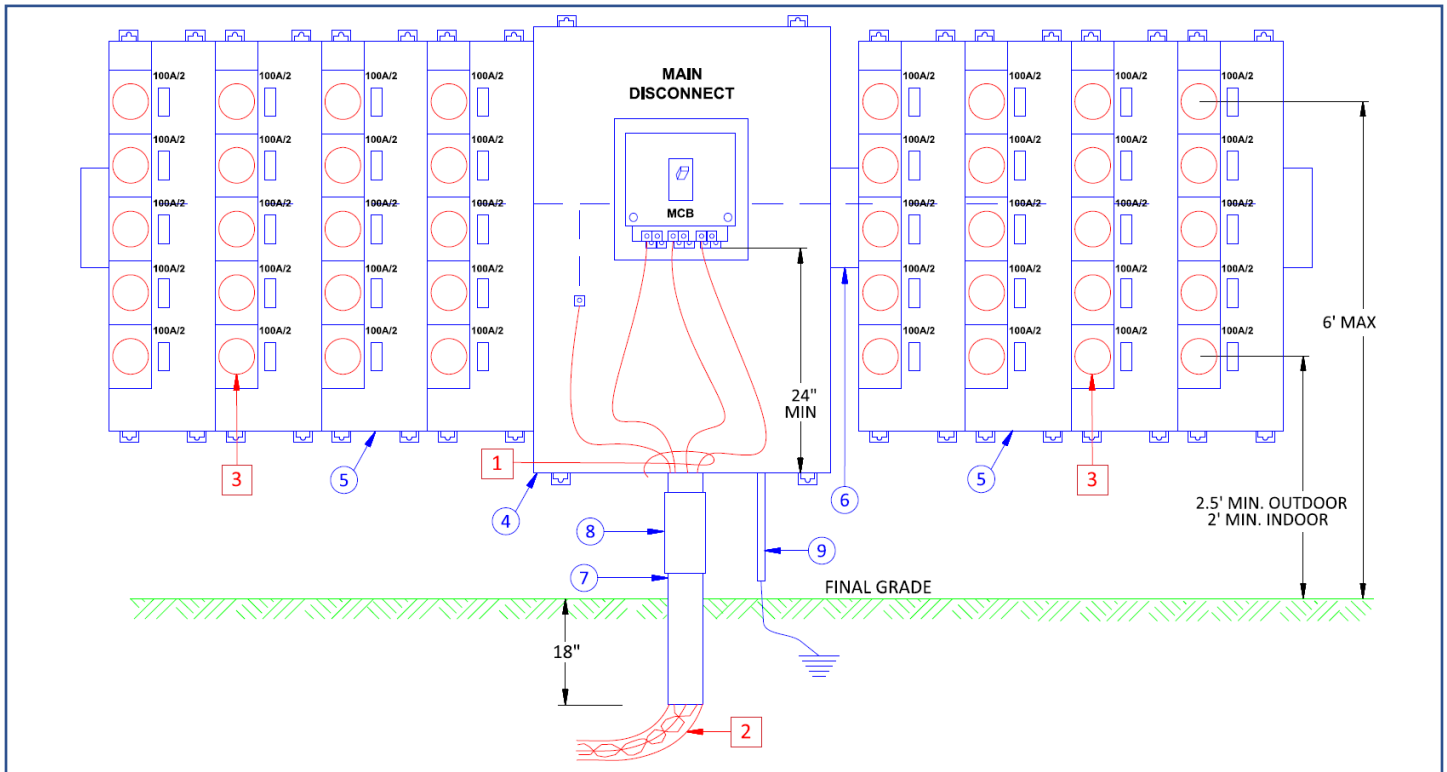 100A/2 100A/2 100A/2 100A/2 100A/2 100A/2 100A/2 100A/2
MAIN
DISCONNECT
100A/2 100A/2 100A/2 100A/2 100A/2 100A/2 100A/2 100A/2
100A/2 100A/2 100A/2 100A/2 100A/2 100A/2 100A/2 100A/2
MCB
100A/2 100A/2 100A/2 100A/2 100A/2 100A/2 100A/2 100A/2
6' MAX
100A/2 100A/2 100A/2 100A/2 100A/2 100A/2 100A/2 100A/2
24"
MIN
1
3
5
4
6
5
3
2.5' MIN. OUTDOOR
2' MIN. INDOOR
8
9
7
FINAL GRADE
18"
2